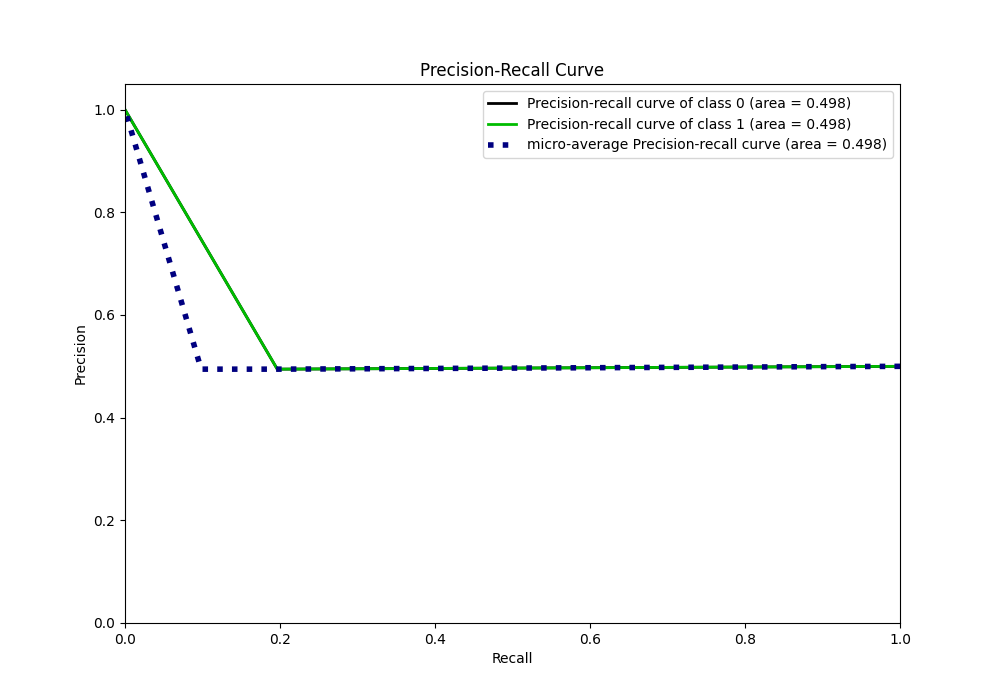 Precision-Recall Curve
Precision-recall curve of class 0 (area = 0.498)
Precision-recall curve of class 1 (area = 0.498)
micro-average Precision-recall curve (area = 0.498)
1.0
0.8
0.6
0.4
0.2
0.0
Precision
0.0 0.2 0.4 0.6 0.8 1.0
Recall